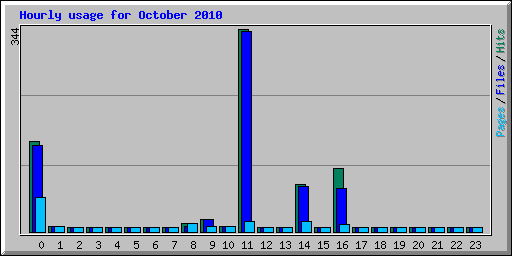 Hourly usage for October 2010
344
Pages/Files/Hits
0 1 2 3 4 5 6 7 8 9 10 11 12 13 14 15 16 17 18 19 20 21 22 23